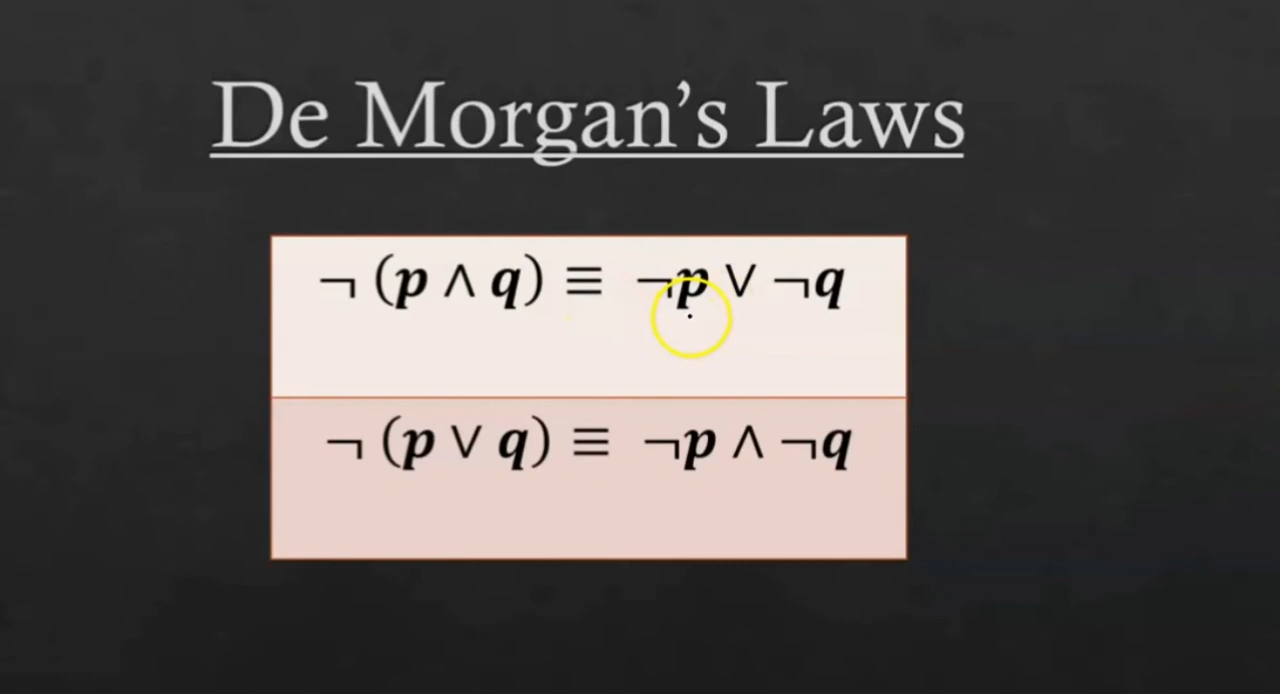 De Morgan's Laws
¬ (p ∧ q) ≡ ¬p ∨ ¬q
¬ (p ∨ q) ≡ ¬p ∧ ¬q